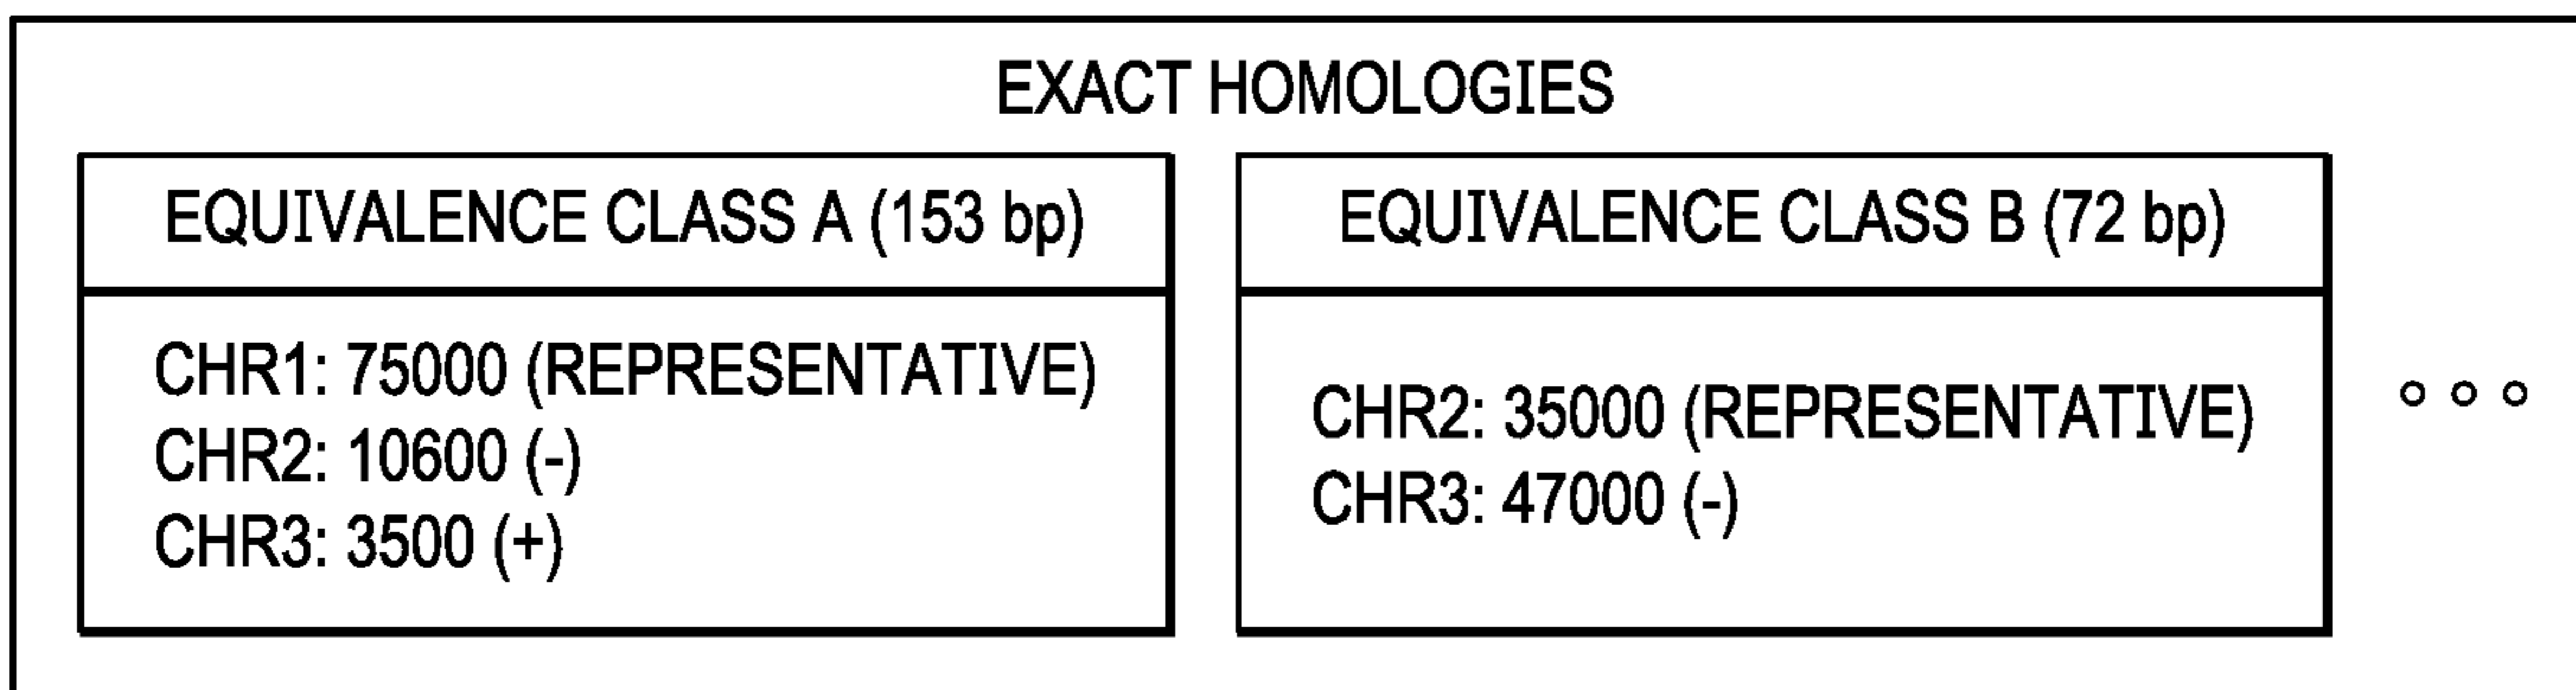 EXACT HOMOLOGIES
EQUIVALENCE CLASS A (153 bp)
CHR1: 75000 (REPRESENTATIVE)
CHR2: 10600 (-)
CHR3: 3500 (+)
EQUIVALENCE CLASS B (72 bp)
CHR2: 35000 (REPRESENTATIVE)
CHR3: 47000 (-)